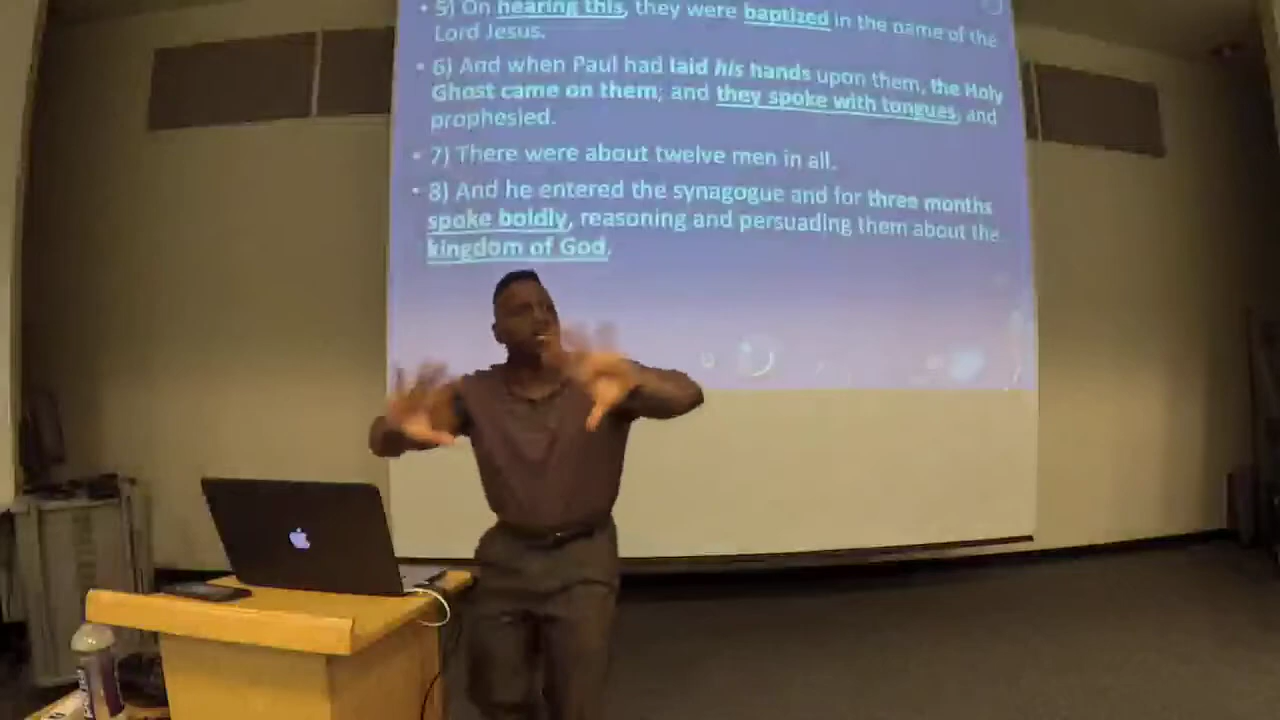 • 5) On hearing this, they were baptized in the name of the
Lord Jesus.
• 6) And when Paul had laid his hands upon them, the Holy
Ghost came on them; and they spoke with tongues, and
prophesied.
• 7) There were about twelve men in all.
• 8) And he entered the synagogue and for three months
spoke boldly, reasoning and persuading them about the
kingdom of God.